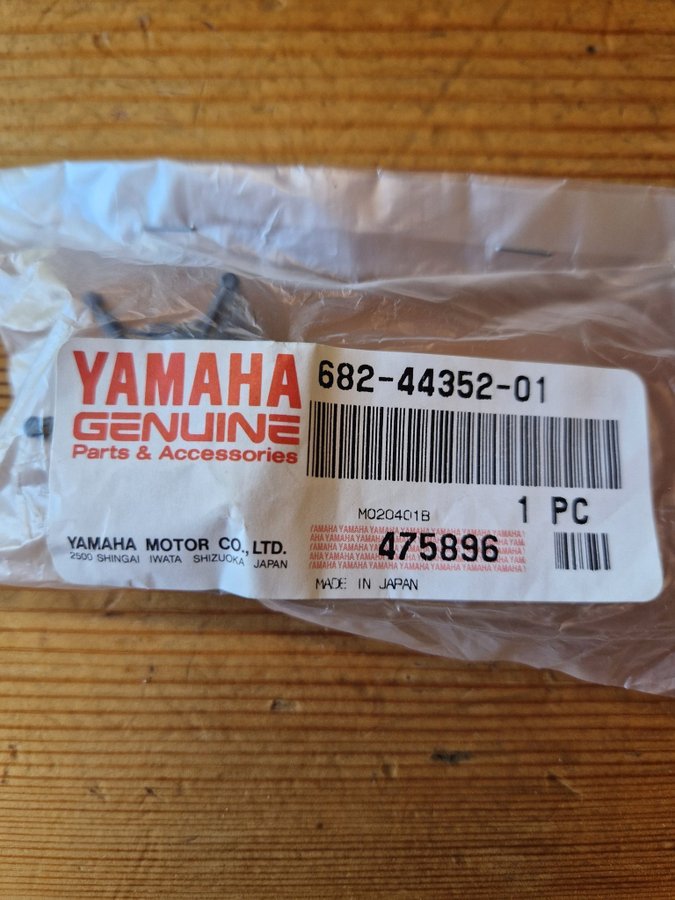 YAMAHA
GENUINE
Parts & Accessories
YAMAHA MOTOR CO., LTD.
2500 SHINGAI IWATA SHIZUOKA JAPAN
682-44352-01
M020401B
1 PC
475896
MADE IN JAPAN